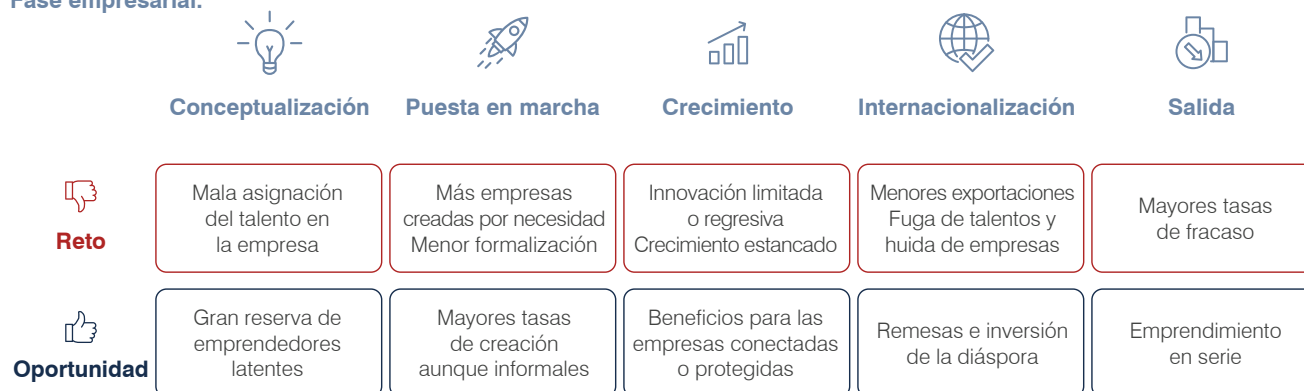 Fase empresarial:
Conceptualización
Puesta en marcha
Crecimiento
Internacionalización
Salida
Reto
Mala asignación
del talento en
la empresa
Más empresas
creadas por necesidad
Menor formalización
Innovación limitada
o regresiva
Crecimiento estancado
Menores exportaciones
Fuga de talentos y
huida de empresas
Mayores tasas
de fracaso
Oportunidad
Gran reserva de
emprendedores
latentes
Mayores tasas
de creación
aunque informales
Beneficios para las
empresas conectadas
o protegidas
Remesas e inversión
de la diáspora
Emprendimiento
en serie